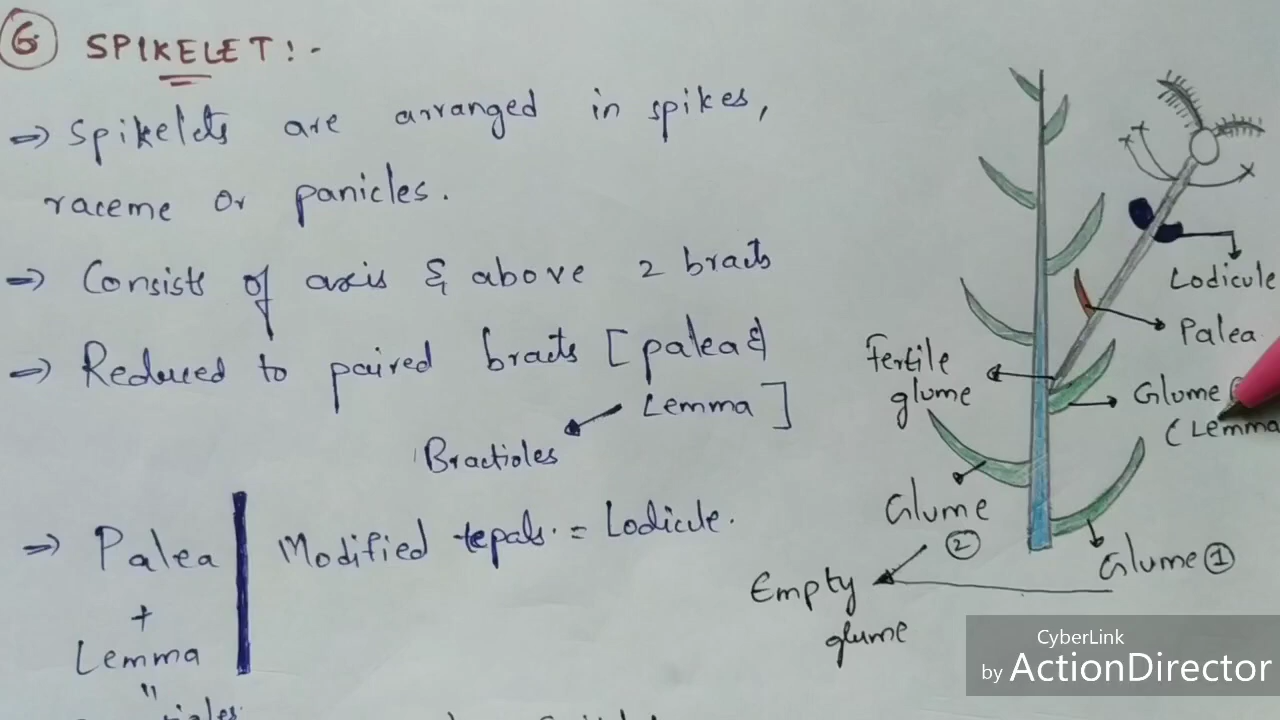 6 SPIKELET:-
⇒ Spikelets are arranged in spikes,
raceme or panicles.
⇒ Consists of axis & above 2 bracts
⇒ Reduced to paired bracts [palea &
Lemma]
Bractioles
⇒ Palea | Modified tepals. = Lodicule.
+
Lemma
"
Lodicule
Palea
Fertile
glume
Glume
(Lemma
Glume
②
Glume ①
Empty
glume
CyberLink
by ActionDirector